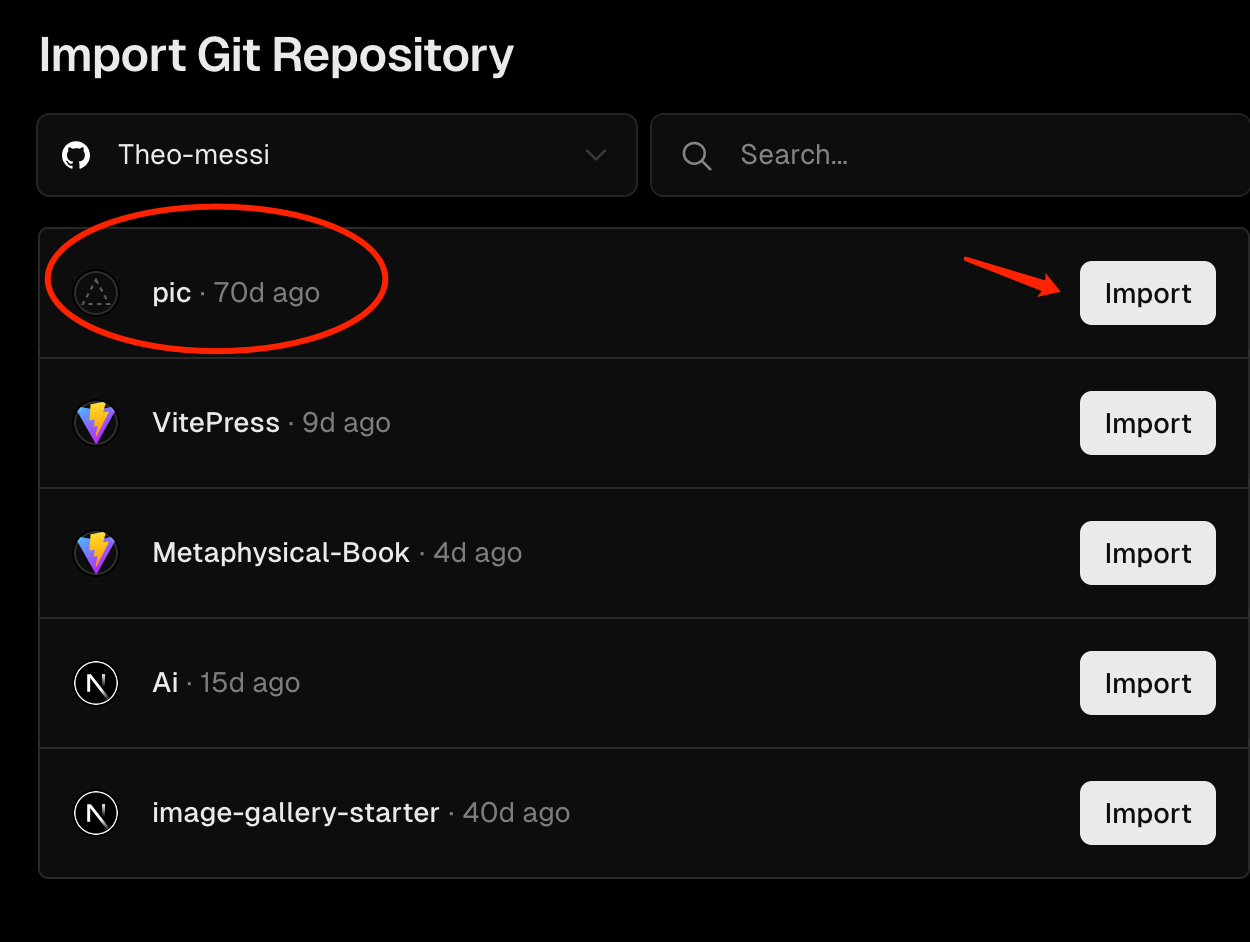 Import Git Repository
Theo-messi
Search...
pic · 70d ago
Import
VitePress · 9d ago
Import
Metaphysical-Book · 4d ago
Import
Ai · 15d ago
Import
image-gallery-starter · 40d ago
Import